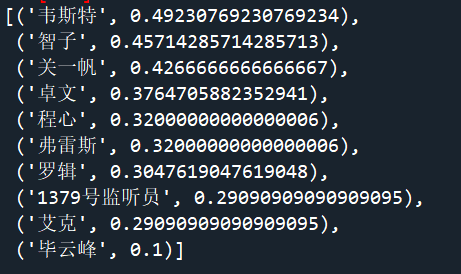 [('韦斯特', 0.49230769230769234),
('智子', 0.45714285714285713),
('关一帆', 0.4266666666666667),
('卓文', 0.3764705882352941),
('程心', 0.32000000000000006),
('弗雷斯', 0.32000000000000006),
('罗辑', 0.3047619047619048),
('1379号监听员', 0.29090909090909095),
('艾克', 0.29090909090909095),
('毕云峰', 0.1)]